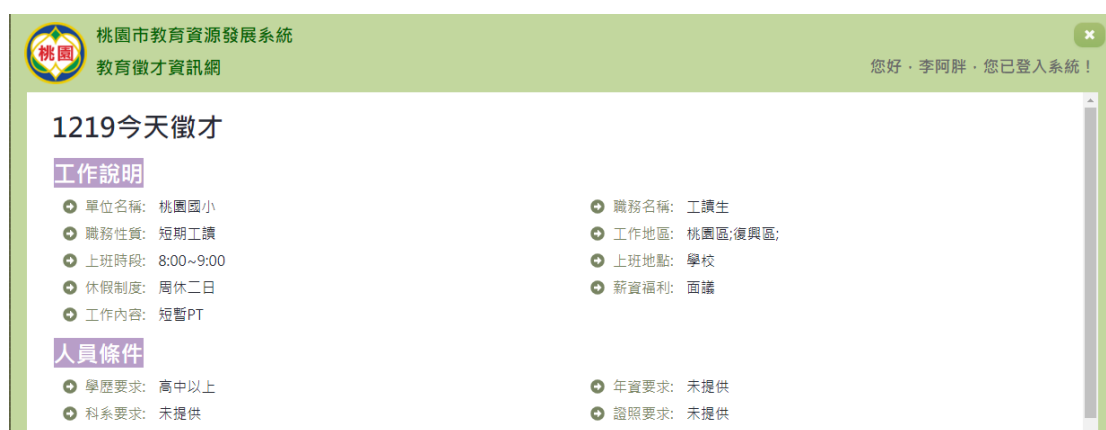 桃園
桃園市教育資源發展系統
教育徵才資訊網
您好，李阿胖，您已登入系統！
1219今天徵才
工作說明
單位名稱: 桃園國小
職務名稱: 工讀生
職務性質: 短期工讀
工作地區: 桃園區;復興區;
上班時段: 8:00~9:00
上班地點: 學校
休假制度: 周休二日
薪資福利: 面議
工作內容: 短暫PT
人員條件
學歷要求: 高中以上
年資要求: 未提供
科系要求: 未提供
證照要求: 未提供